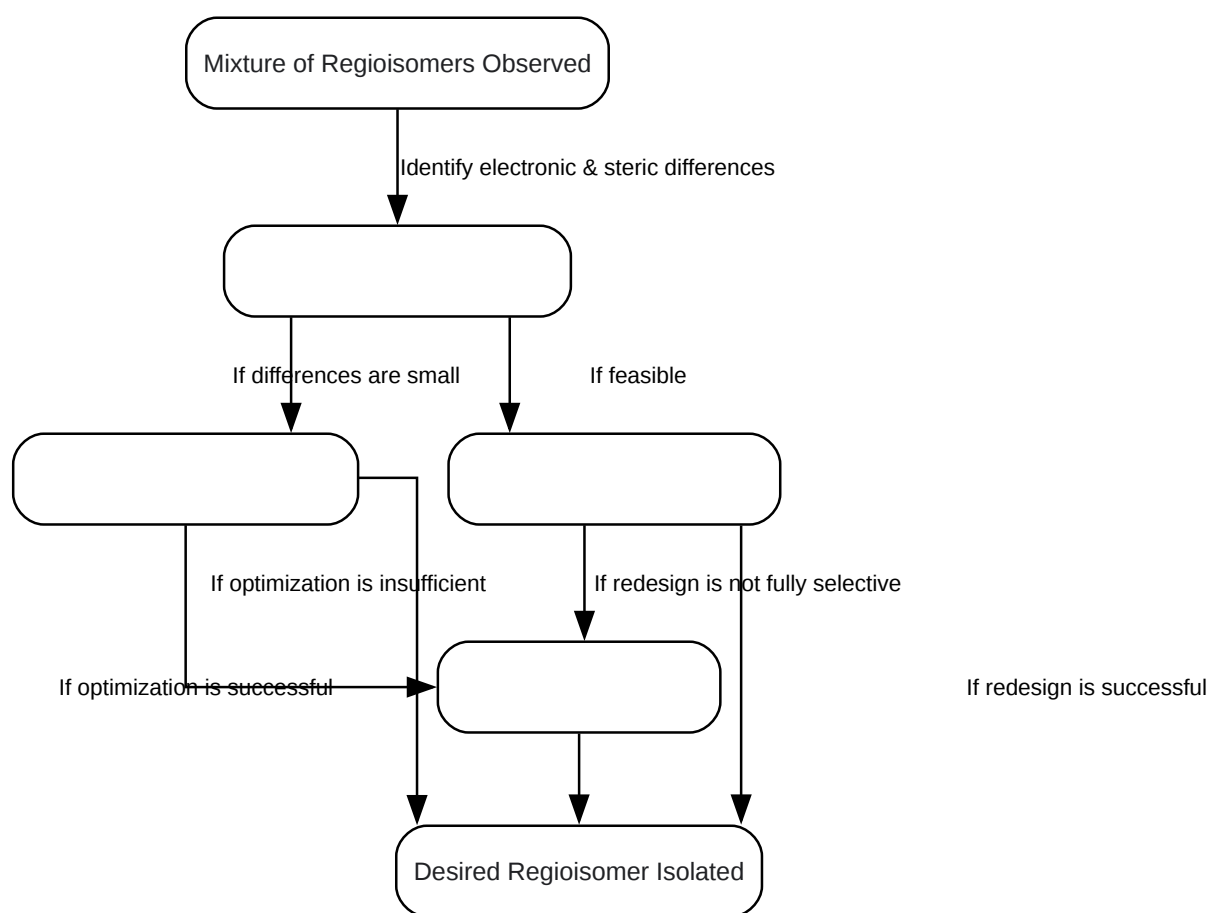 Mixture of Regioisomers Observed
Identify electronic & steric differences
If differences are small
If feasible
If optimization is insufficient
If redesign is not fully selective
If optimization is successful
If redesign is successful
Desired Regioisomer Isolated